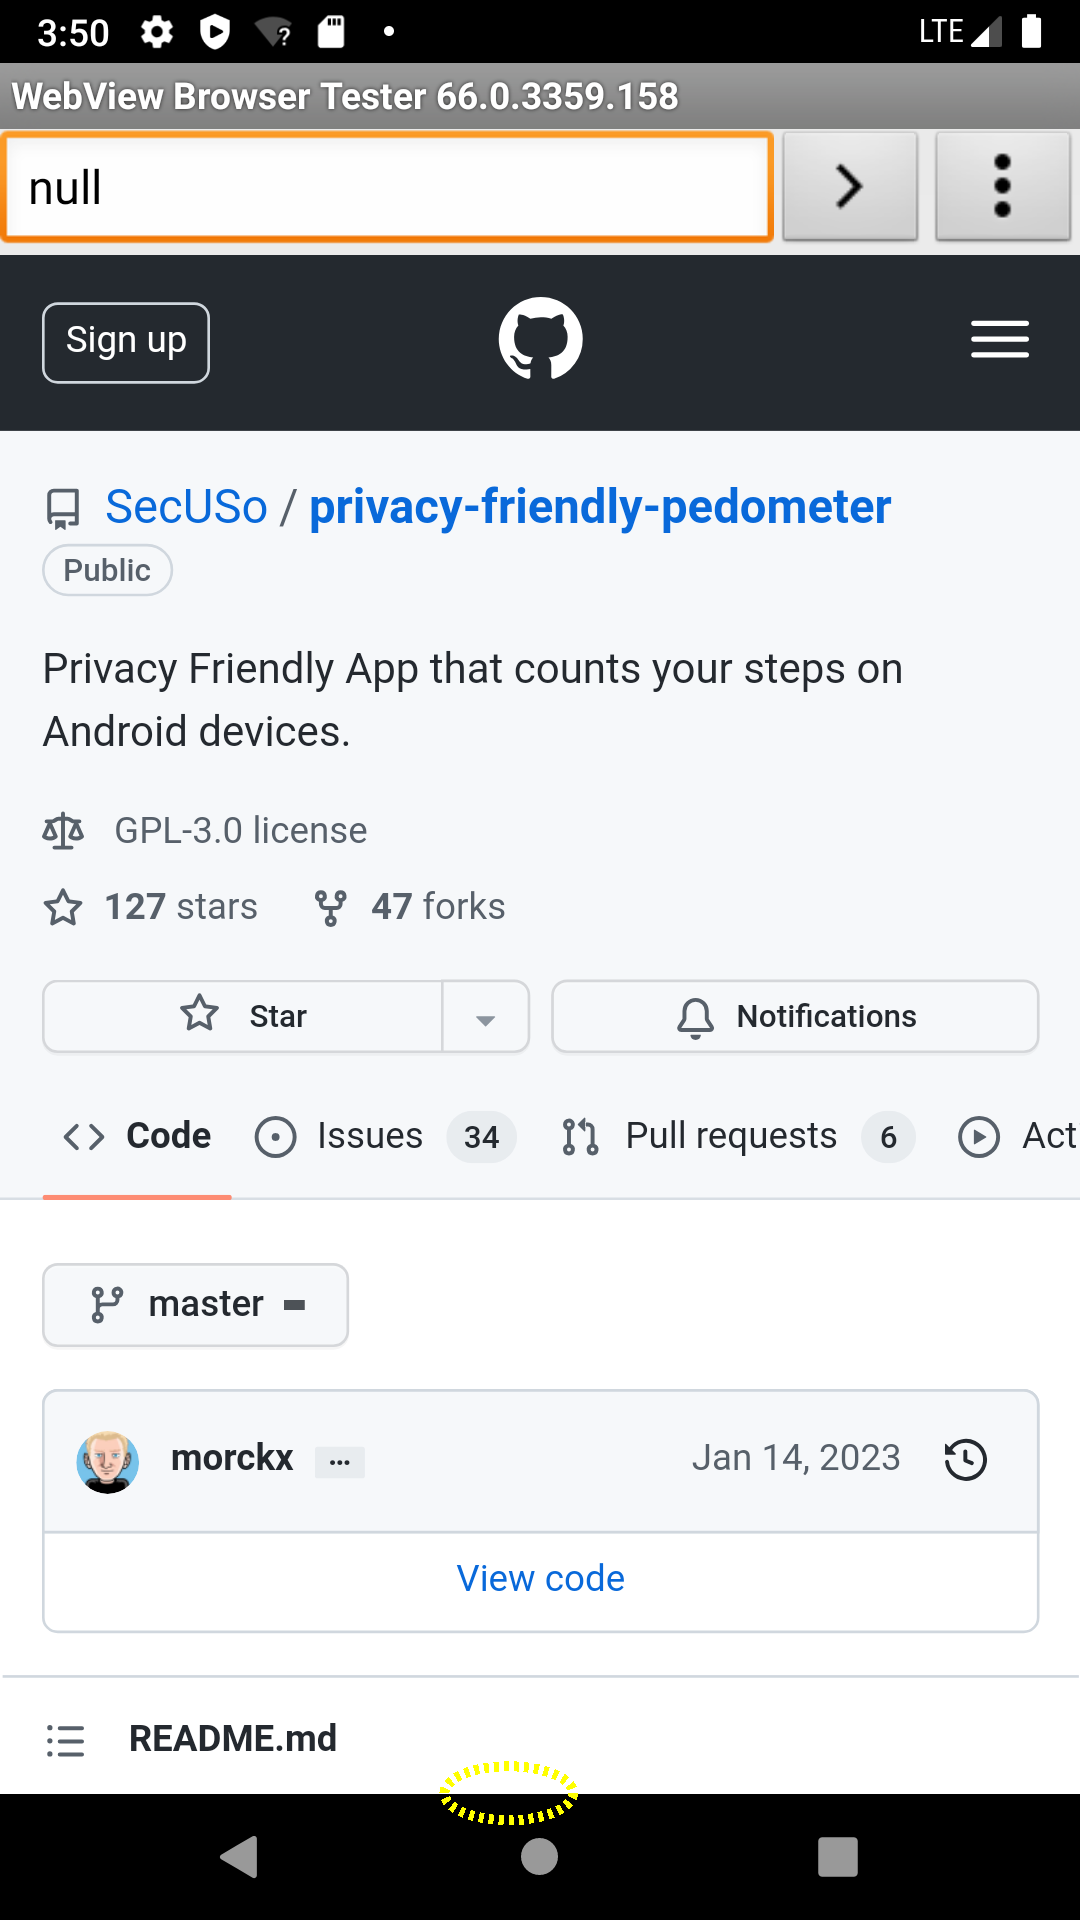 3:50
LTE
WebView Browser Tester 66.0.3359.158
null
Sign up
SecUSo / privacy-friendly-pedometer
Public
Privacy Friendly App that counts your steps on
Android devices.
GPL-3.0 license
127 stars 47 forks
Star Notifications
Code Issues 34 Pull requests 6 Act
master
morckx ... Jan 14, 2023
View code
README.md